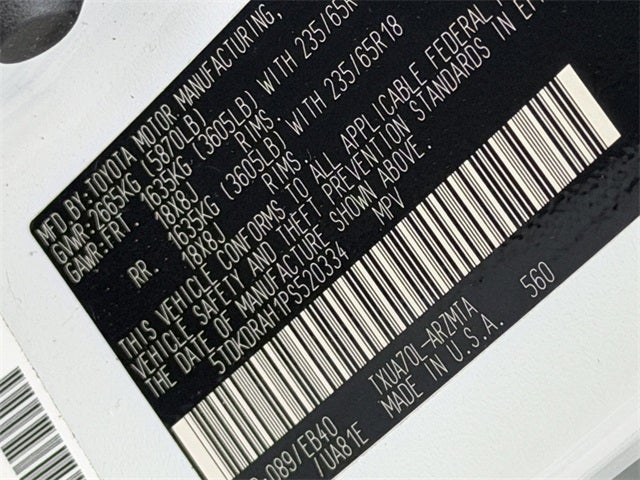 MFD BY:TOYOTA MOTOR MANUFACTURING,
GVWR:2665KG (5870LB)
GAWR:FRT. 1635KG (3605LB) WITH 235/65R
18X8J RIMS,
RR. 1635KG (3605LB) WITH 235/65R18
18X8J RIMS,
THIS VEHICLE CONFORMS TO ALL APPLICABLE FEDERAL
VEHICLE SAFETY AND THEFT PREVENTION STANDARDS IN
THE DATE OF MANUFACTURE SHOWN ABOVE.
5TDKDRAH1PS520334 MPV
560
-089/EB40 TXUA70L-ARZMTA
/UA81E MADE IN U.S.A.